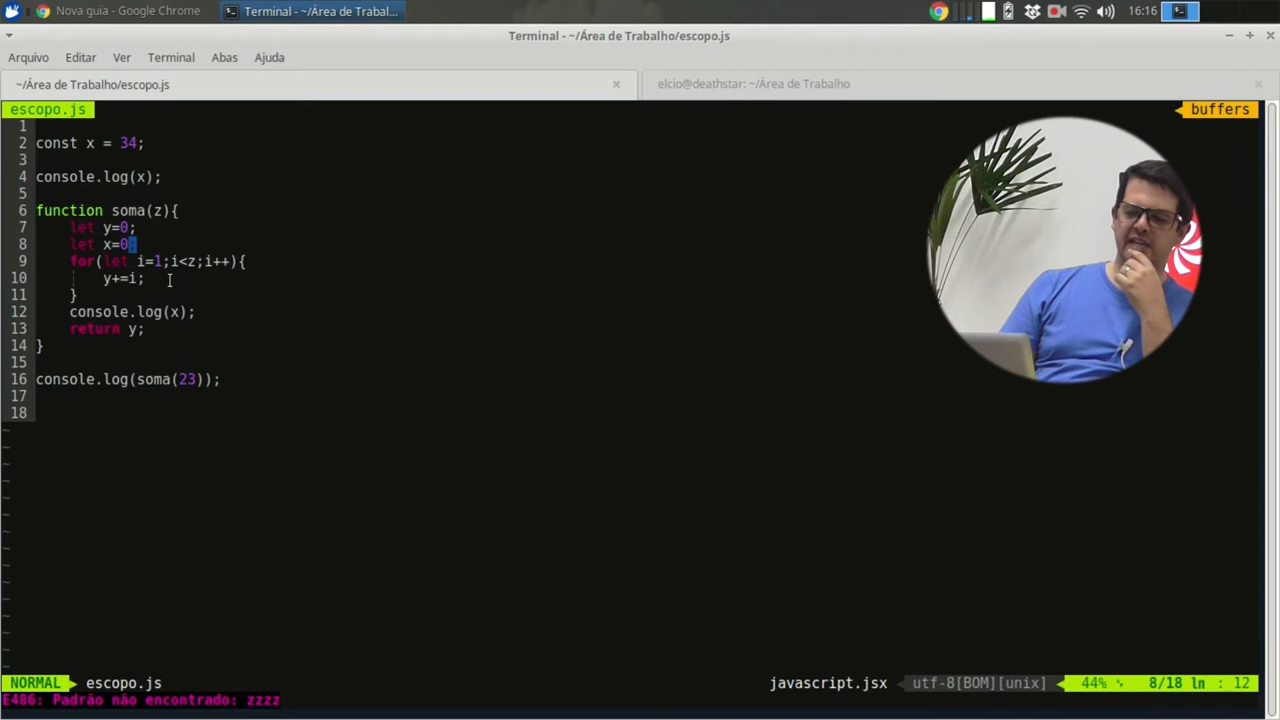 Nova guia - Google Chrome
Terminal - ~/Área de Trabal...
16:16
Terminal - ~/Área de Trabalho/escopo.js
Arquivo Editar Ver Terminal Abas Ajuda
~/Área de Trabalho/escopo.js
elcio@deathstar: ~/Área de Trabalho
escopo.js
buffers
1
2 const x = 34;
3
4 console.log(x);
5
6 function soma(z){
7 let y=0;
8 let x=0;
9 for(let i=1;i<z;i++){
10 y+=i;
11 }
12 console.log(x);
13 return y;
14 }
15
16 console.log(soma(23));
17
18
NORMAL escopo.js
javascript.jsx utf-8[BOM][unix] 44% 8/18 ln : 12
E486: Padrão não encontrado: zzzz